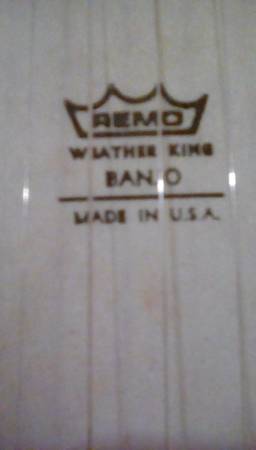 REMO
WEATHER KING
BANJO
MADE IN U.S.A.